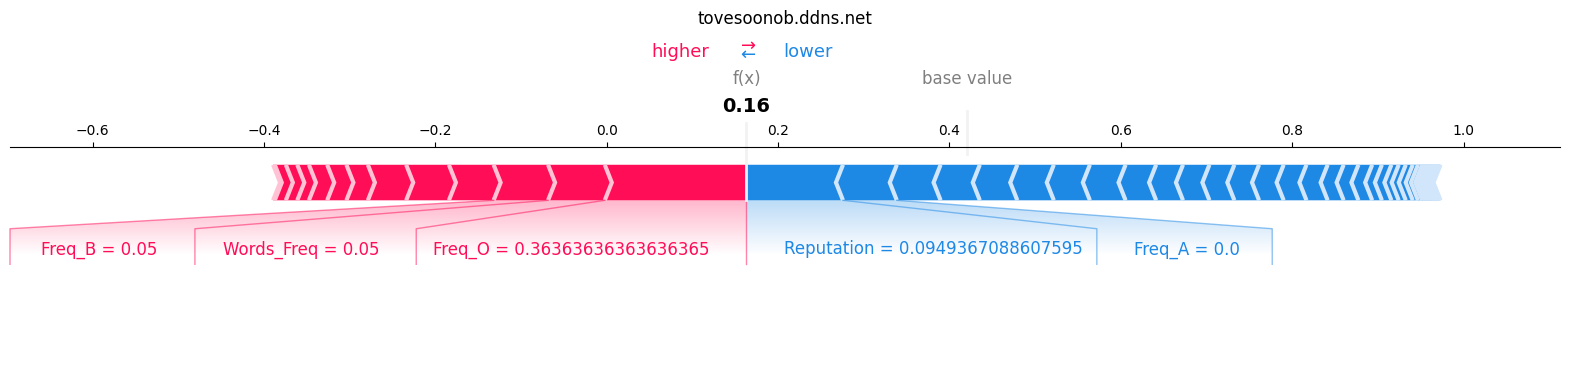 tovesoonob.ddns.net
higher → ← lower
f(x) base value
0.16
−0.6 −0.4 −0.2 0.0 0.2 0.4 0.6 0.8 1.0
Freq_B = 0.05 Words_Freq = 0.05 Freq_O = 0.36363636363636365 Reputation = 0.0949367088607595 Freq_A = 0.0